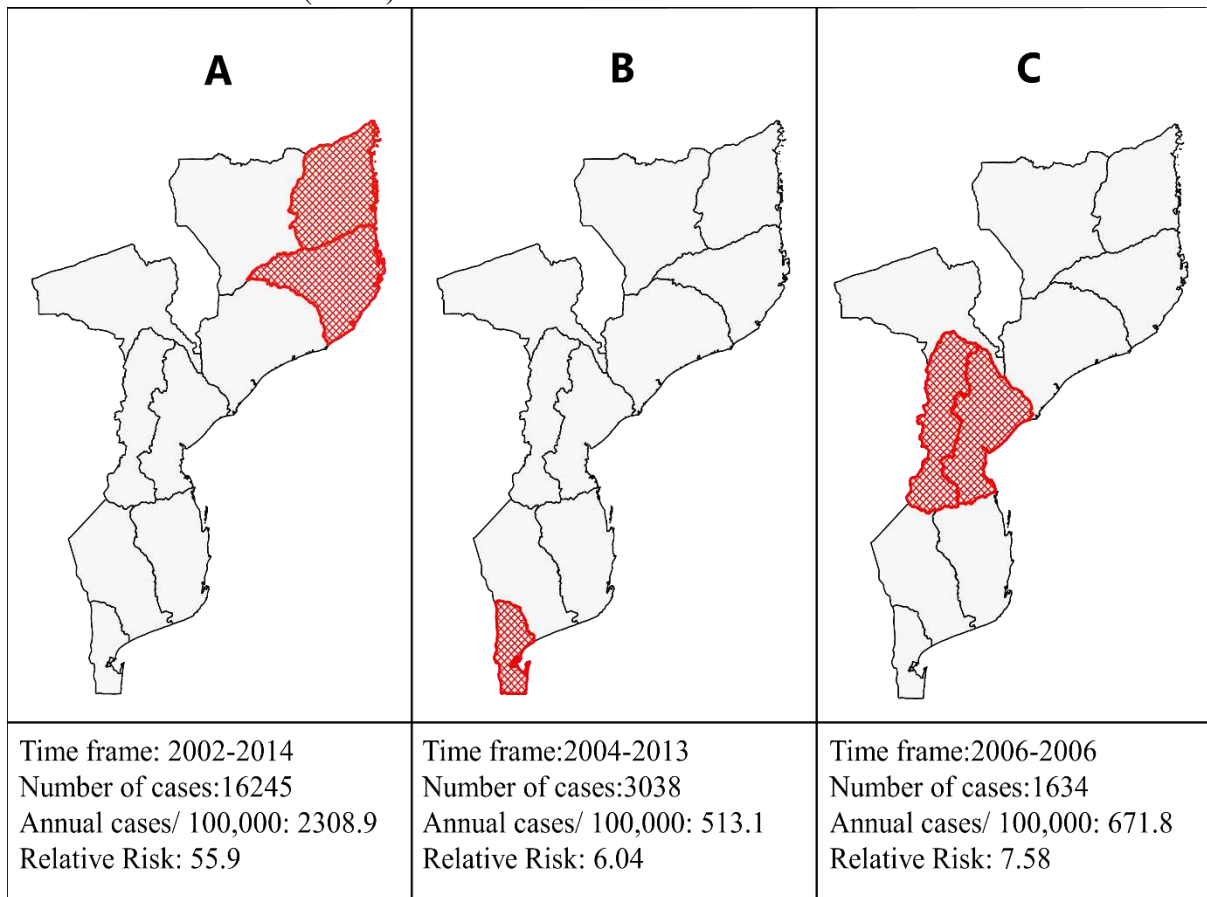 A
B
C
Time frame: 2002-2014
Number of cases:16245
Annual cases/ 100,000: 2308.9
Relative Risk: 55.9
Time frame:2004-2013
Number of cases:3038
Annual cases/ 100,000: 513.1
Relative Risk: 6.04
Time frame:2006-2006
Number of cases:1634
Annual cases/ 100,000: 671.8
Relative Risk: 7.58